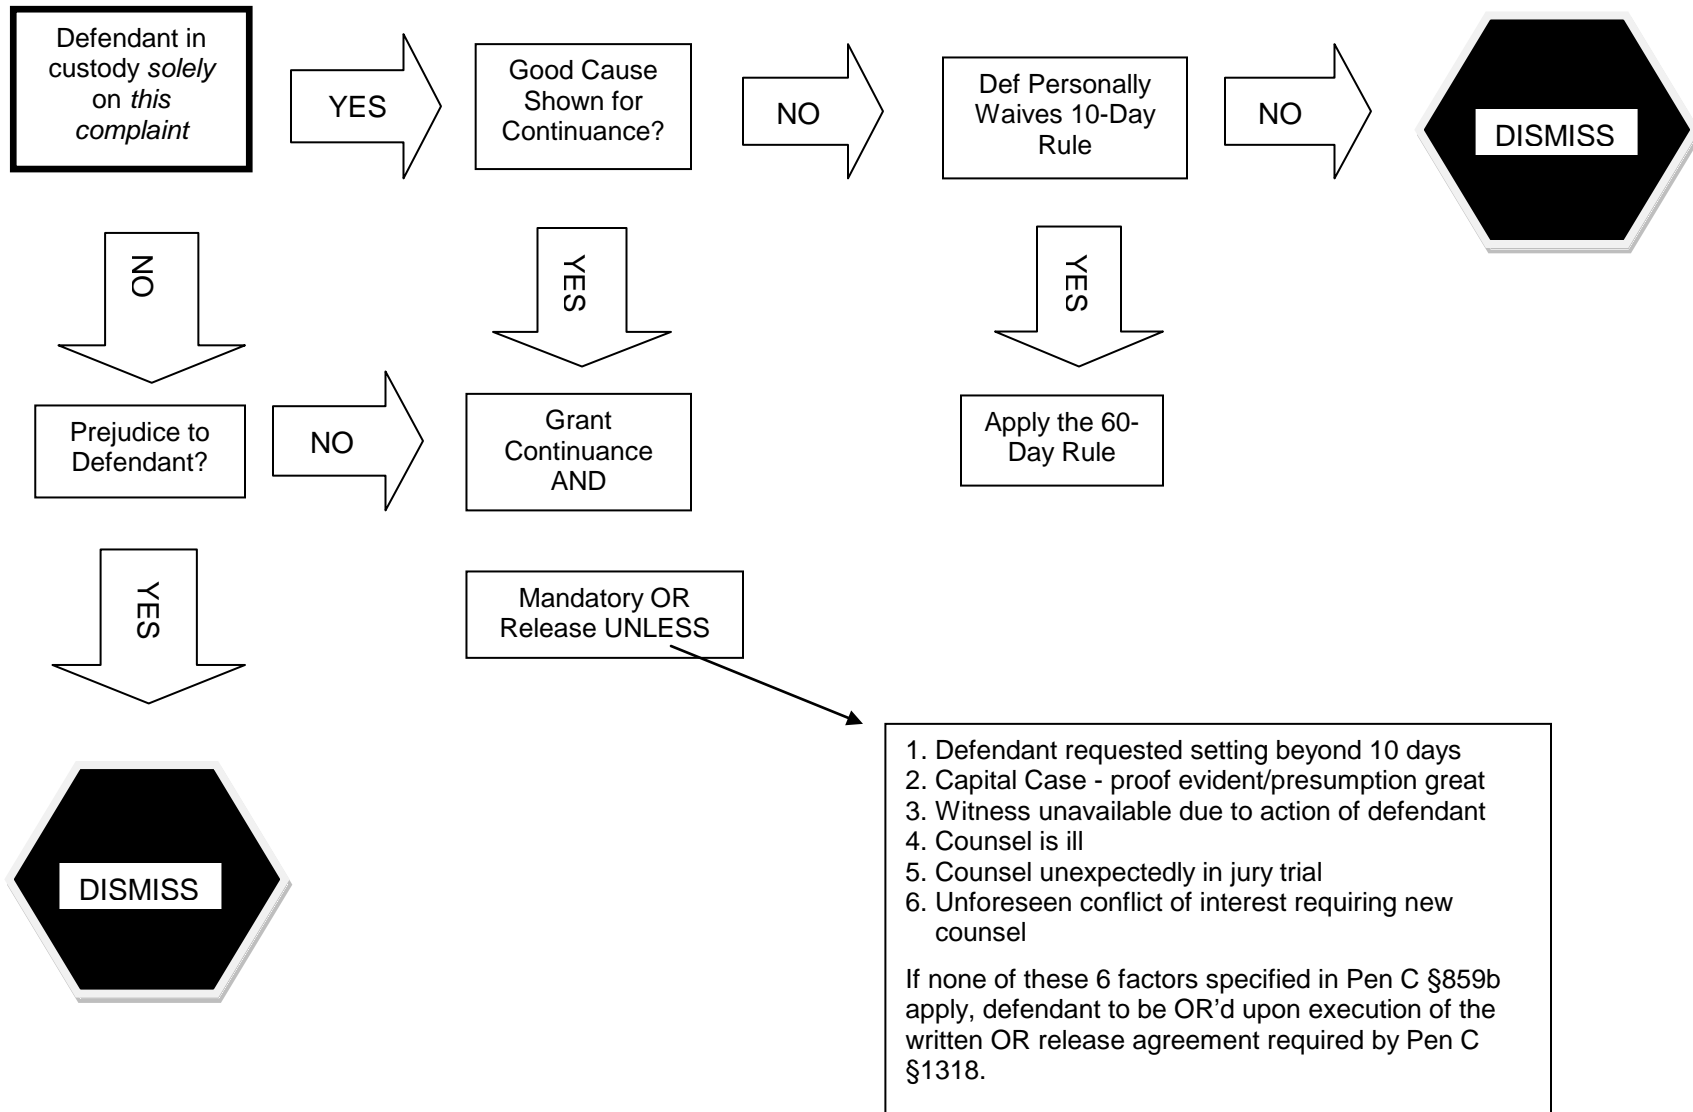 Defendant in
custody solely
on this
complaint
YES
Good Cause
Shown for
Continuance?
NO
Def Personally
Waives 10-Day
Rule
NO
DISMISS
NO
YES
YES
Prejudice to
Defendant?
NO
Grant
Continuance
AND
Apply the 60-
Day Rule
YES
Mandatory OR
Release UNLESS
DISMISS
1. Defendant requested setting beyond 10 days
2. Capital Case - proof evident/presumption great
3. Witness unavailable due to action of defendant
4. Counsel is ill
5. Counsel unexpectedly in jury trial
6. Unforeseen conflict of interest requiring new
counsel
If none of these 6 factors specified in Pen C §859b
apply, defendant to be OR’d upon execution of the
written OR release agreement required by Pen C
§1318.